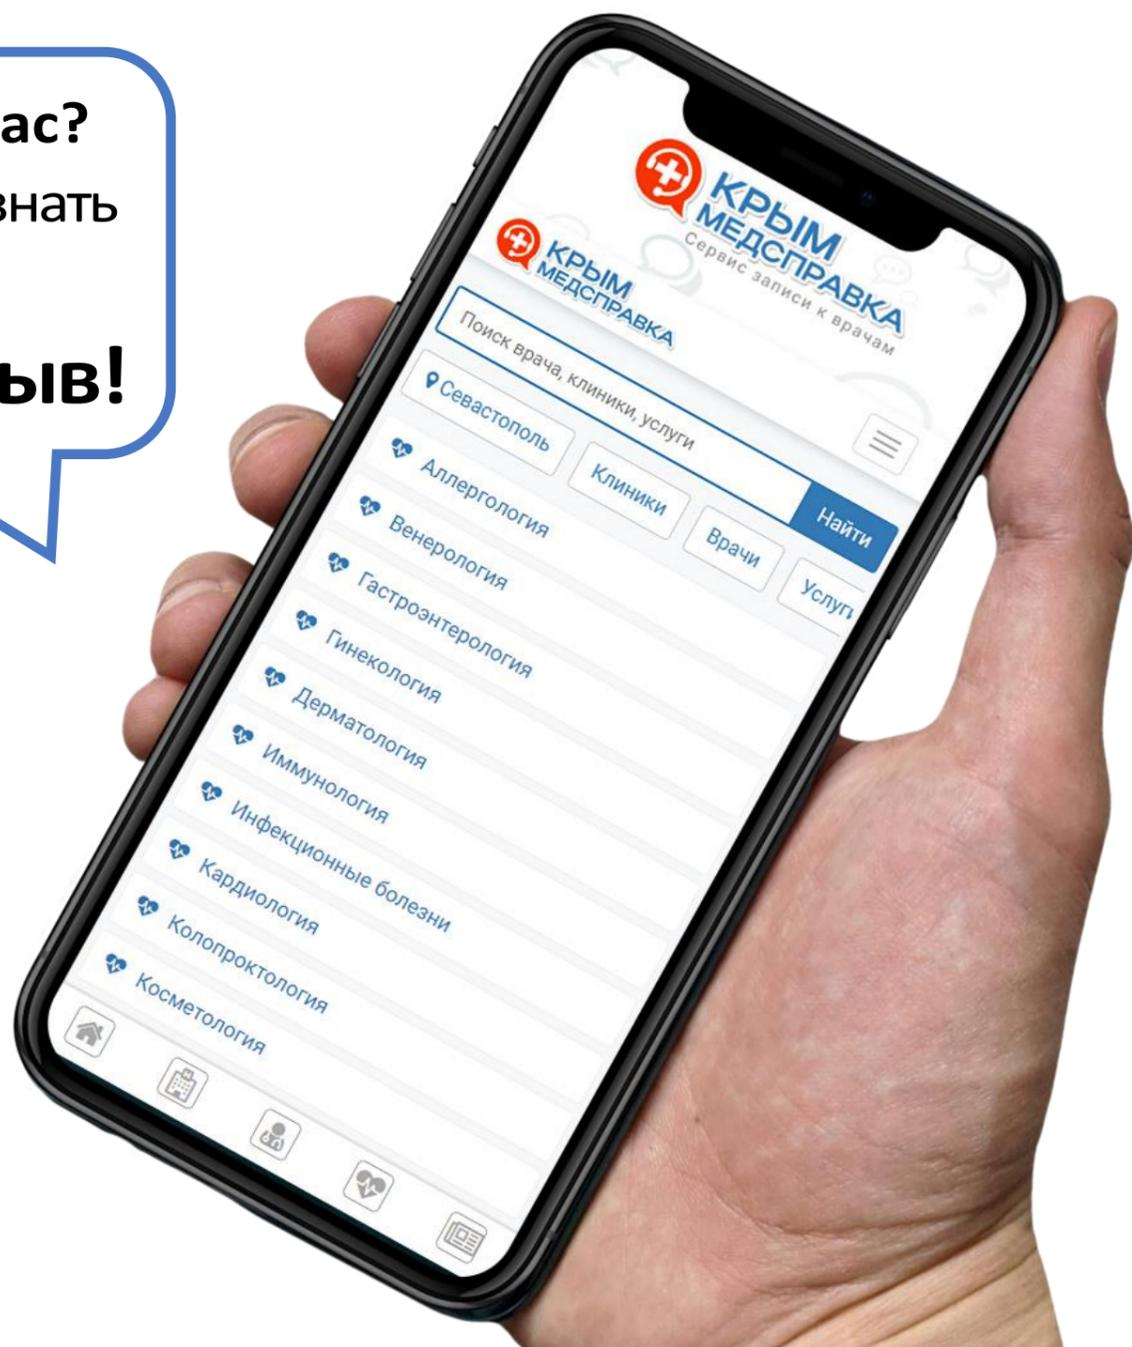 ас?
знать
ыв!
КРЫМ
МЕДСПРАВКА
Сервис записи к врачам
КРЫМ
МЕДСПРАВКА
Поиск врача, клиники, услуги
Найти
Севастополь
Клиники
Врачи
Услуги
Аллергология
Венерология
Гастроэнтерология
Гинекология
Дерматология
Иммунология
Инфекционные болезни
Кардиология
Колопроктология
Косметология